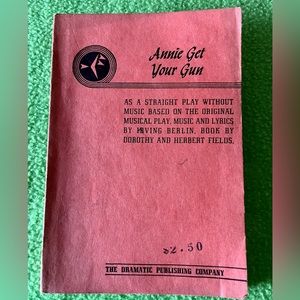 Annie Get
Your Gun
AS A STRAIGHT PLAY WITHOUT
MUSIC BASED ON THE ORIGINAL
MUSICAL PLAY, MUSIC AND LYRICS
BY IRVING BERLIN, BOOK BY
DOROTHY AND HERBERT FIELDS.
$2.50
THE DRAMATIC PUBLISHING COMPANY